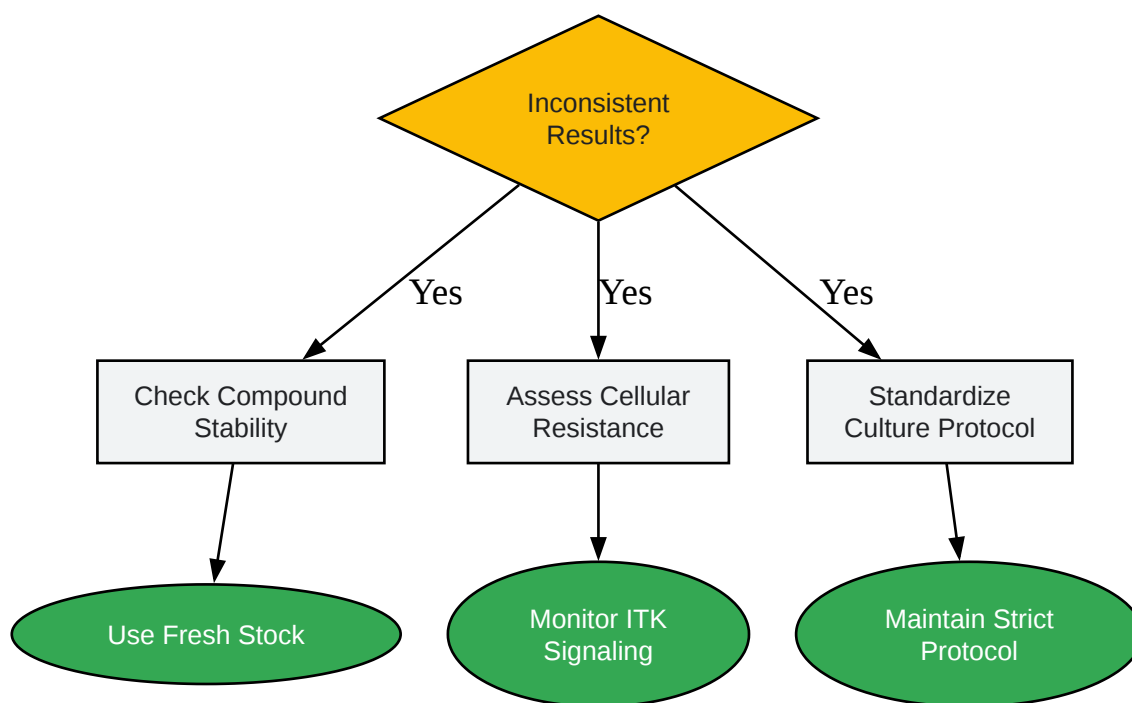 Inconsistent
Results?
Yes
Yes
Yes
Check Compound
Stability
Assess Cellular
Resistance
Standardize
Culture Protocol
Use Fresh Stock
Monitor ITK
Signaling
Maintain Strict
Protocol